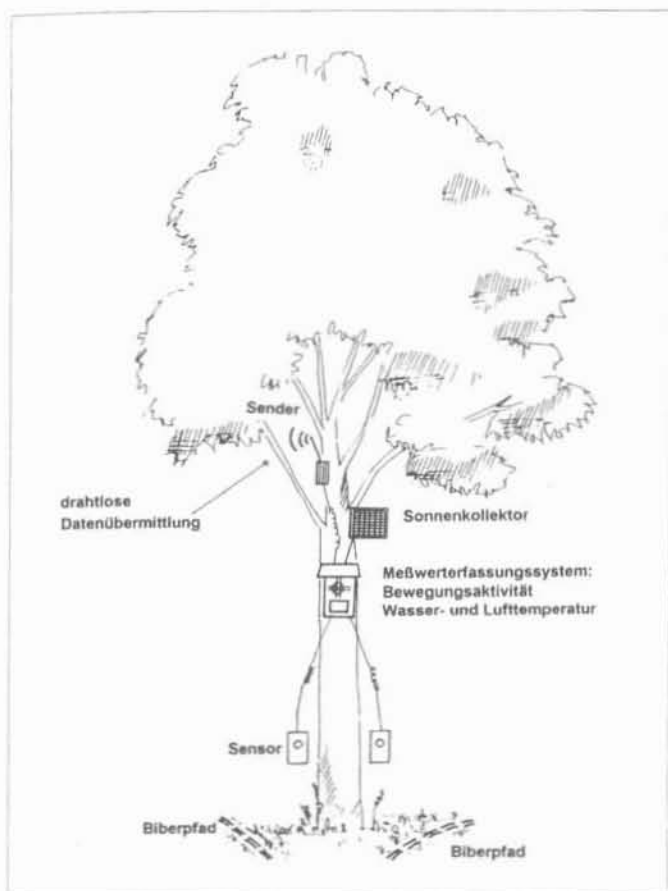 Sender
drahtlose
Datenübermittlung
Sonnenkollektor
Meßwerterfassungssystem:
Bewegungsaktivität
Wasser- und Lufttemperatur
Sensor
Biberpfad
Biberpfad